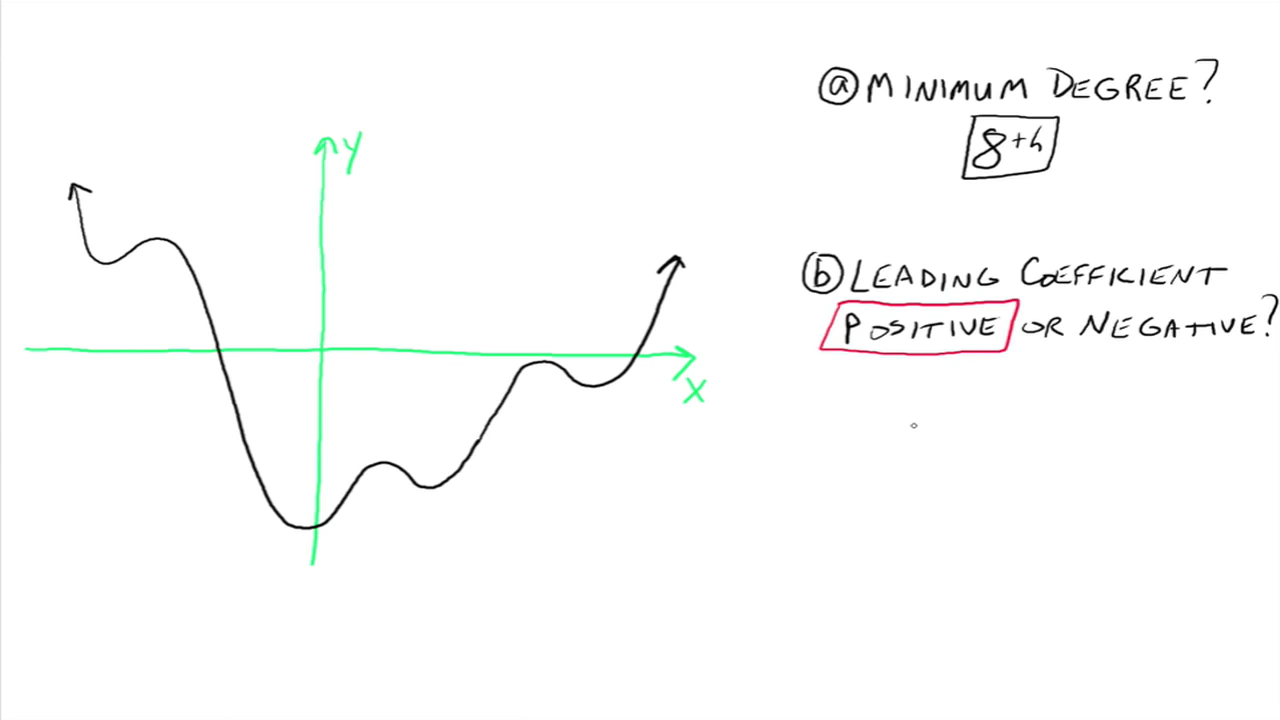 ⓐ MINIMUM DEGREE?
8th
y
ⓑ LEADING COEFFICIENT
POSITIVE OR NEGATIVE?
x